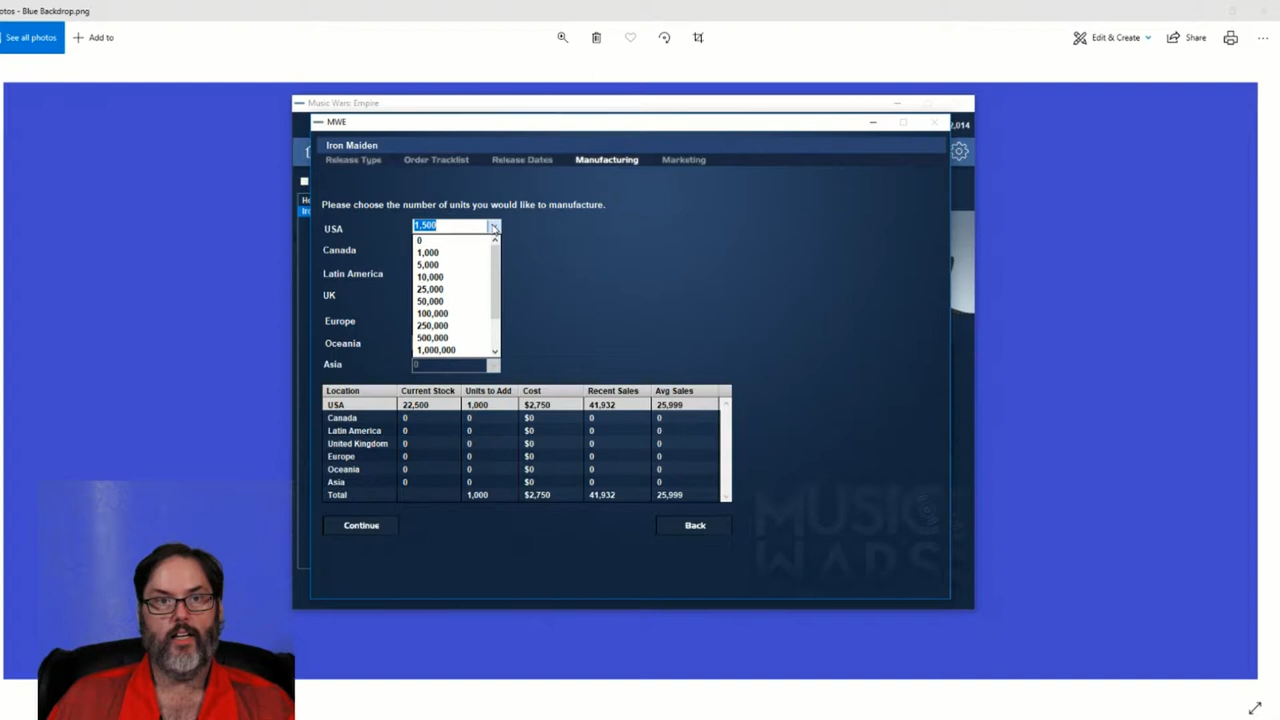 otos - Blue Backdrop.png
See all photos
Add to
Edit & Create
Share
Music Wars: Empire
MWE
,014
Iron Maiden
Release Type Order Tracklist Release Dates Manufacturing Marketing
Please choose the number of units you would like to manufacture.
USA 1,500
0
Canada 1,000
5,000
Latin America 10,000
25,000
UK 50,000
100,000
Europe 250,000
500,000
Oceania 1,000,000
Asia 0
Location Current Stock Units to Add Cost Recent Sales Avg Sales
USA 22,500 1,000 $2,750 41,932 25,999
Canada 0 0 $0 0 0
Latin America 0 0 $0 0 0
United Kingdom 0 0 $0 0 0
Europe 0 0 $0 0 0
Oceania 0 0 $0 0 0
Asia 0 0 $0 0 0
Total 1,000 $2,750 41,932 25,999
Continue Back
MUSIC
WARS